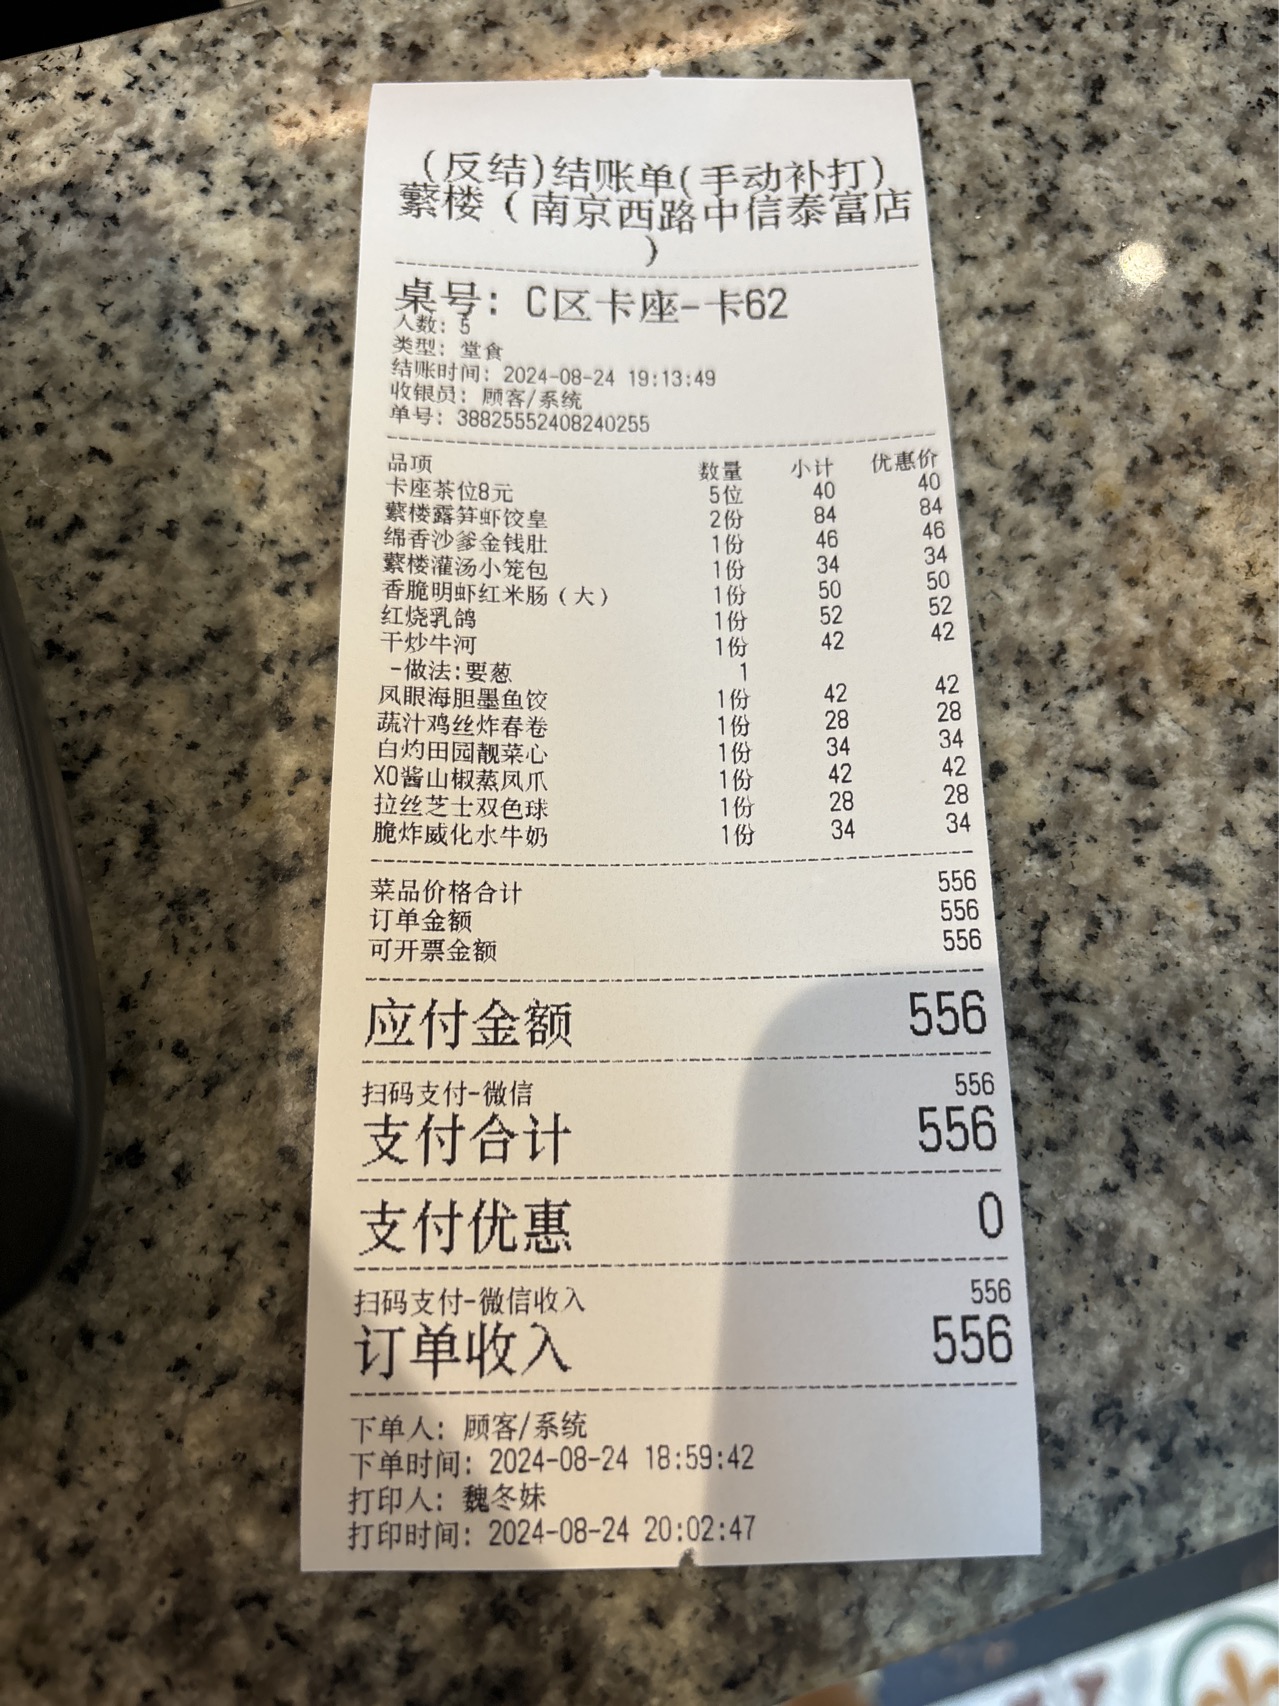 (反结)结账单(手动补打)
蘩楼（南京西路中信泰富店
）
桌号：C区卡座-卡62
人数：5
类型：堂食
结账时间：2024-08-24 19:13:49
收银员：顾客/系统
单号：388255552408240255
品项 数量 小计 优惠价
卡座茶位8元 5位 40 40
蘩楼露笋虾饺皇 2份 84 84
绵香沙爹金钱肚 1份 46 46
蘩楼灌汤小笼包 1份 34 34
香脆明虾红米肠（大） 1份 50 50
红烧乳鸽 1份 52 52
干炒牛河 1份 42 42
-做法:要葱 1
凤眼海胆墨鱼饺 1份 42 42
蔬汁鸡丝炸春卷 1份 28 28
白灼田园靓菜心 1份 34 34
XO酱山椒蒸凤爪 1份 42 42
拉丝芝士双色球 1份 28 28
脆炸威化水牛奶 1份 34 34
菜品价格合计 556
订单金额 556
可开票金额 556
应付金额 556
扫码支付-微信 556
支付合计 556
支付优惠 0
扫码支付-微信收入 556
订单收入 556
下单人：顾客/系统
下单时间：2024-08-24 18:59:42
打印人：魏冬妹
打印时间：2024-08-24 20:02:47